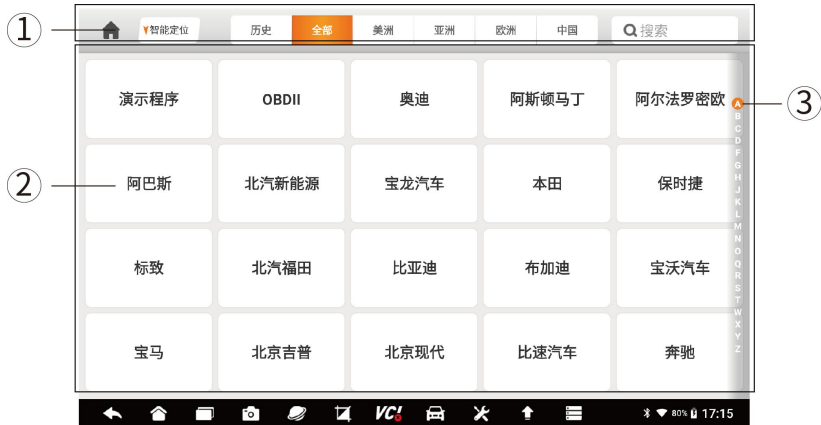 ① 智能定位 历史 全部 美洲 亚洲 欧洲 中国 搜索
演示程序 OBDII 奥迪 阿斯顿马丁 阿尔法罗密欧
② 阿巴斯 北汽新能源 宝龙汽车 本田 保时捷
标致 北汽福田 比亚迪 布加迪 宝沃汽车
宝马 北京吉普 北京现代 比速汽车 奔驰
③
A
B
C
D
F
G
H
J
K
L
M
N
O
Q
R
S
T
W
X
Y
Z
VCI 80% 17:15